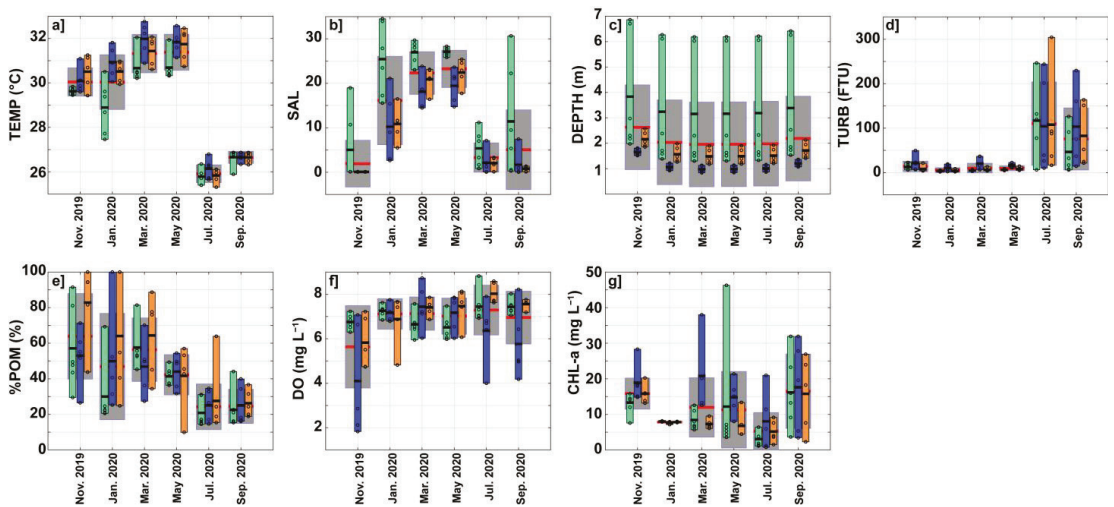 a]
TEMP (°C)
32
30
28
26
Nov. 2019
Jan. 2020
Mar. 2020
May 2020
Jul. 2020
Sep. 2020
b]
SAL
30
20
10
0
Nov. 2019
Jan. 2020
Mar. 2020
May 2020
Jul. 2020
Sep. 2020
c]
DEPTH (m)
7
6
5
4
3
2
1
Nov. 2019
Jan. 2020
Mar. 2020
May 2020
Jul. 2020
Sep. 2020
d]
TURB (FTU)
300
200
100
0
Nov. 2019
Jan. 2020
Mar. 2020
May 2020
Jul. 2020
Sep. 2020
e]
%POM (%)
100
80
60
40
20
0
Nov. 2019
Jan. 2020
Mar. 2020
May 2020
Jul. 2020
Sep. 2020
f]
DO (mg L⁻¹)
8
6
4
2
Nov. 2019
Jan. 2020
Mar. 2020
May 2020
Jul. 2020
Sep. 2020
g]
CHL-a (mg L⁻¹)
50
40
30
20
10
0
Nov. 2019
Jan. 2020
Mar. 2020
May 2020
Jul. 2020
Sep. 2020